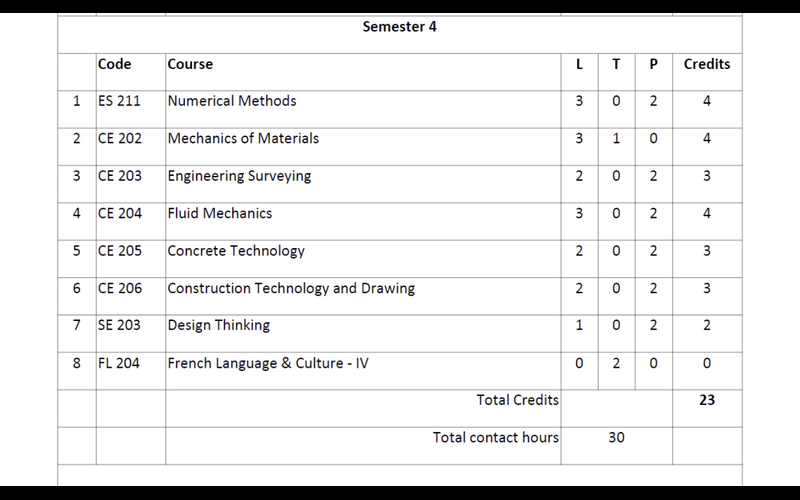 Semester 4
Code Course L T P Credits
1 ES 211 Numerical Methods 3 0 2 4
2 CE 202 Mechanics of Materials 3 1 0 4
3 CE 203 Engineering Surveying 2 0 2 3
4 CE 204 Fluid Mechanics 3 0 2 4
5 CE 205 Concrete Technology 2 0 2 3
6 CE 206 Construction Technology and Drawing 2 0 2 3
7 SE 203 Design Thinking 1 0 2 2
8 FL 204 French Language & Culture - IV 0 2 0 0
Total Credits 23
Total contact hours 30